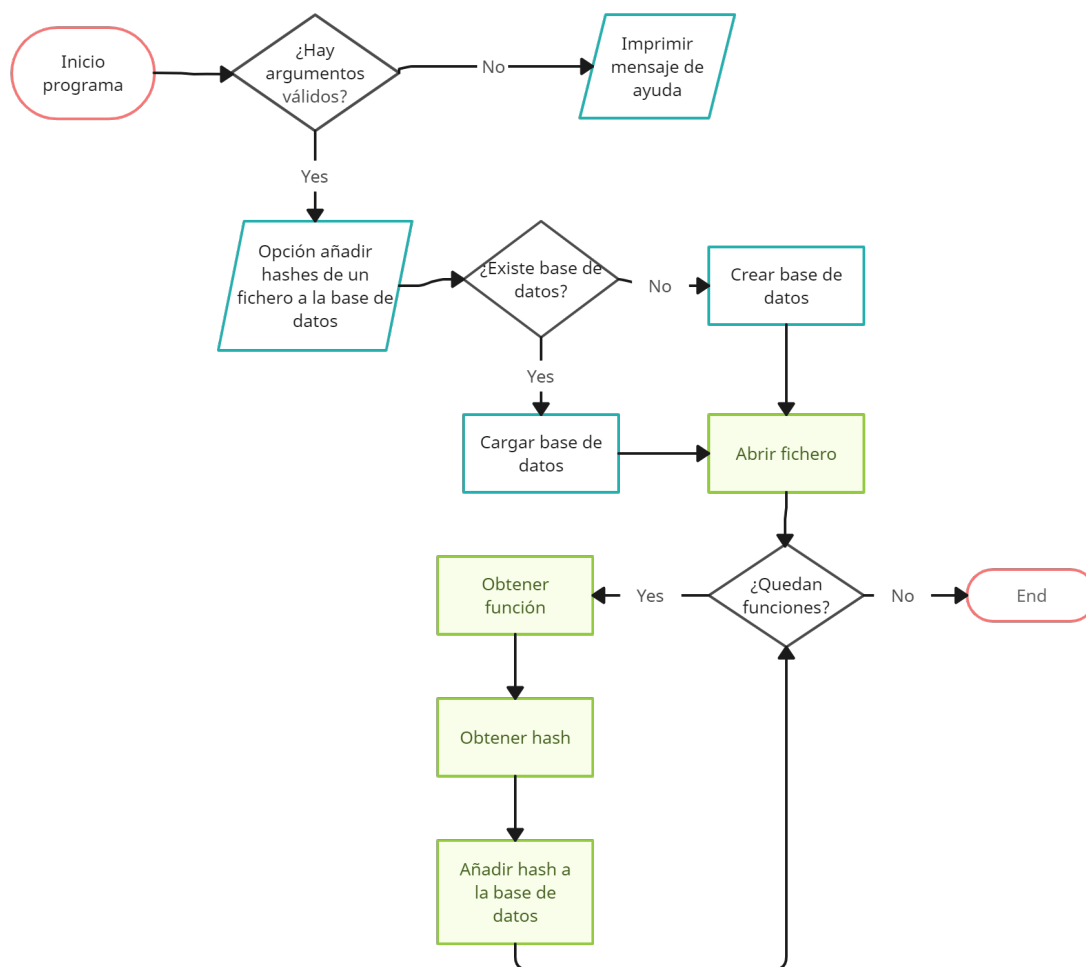 Inicio
programa
¿Hay
argumentos
válidos?
No
Imprimir
mensaje de
ayuda
Yes
Opción añadir
hashes de un
fichero a la base de
datos
¿Existe base de
datos?
No
Crear base de
datos
Yes
Cargar base de
datos
Abrir fichero
¿Quedan
funciones?
No
End
Yes
Obtener
función
Obtener hash
Añadir hash a
la base de
datos